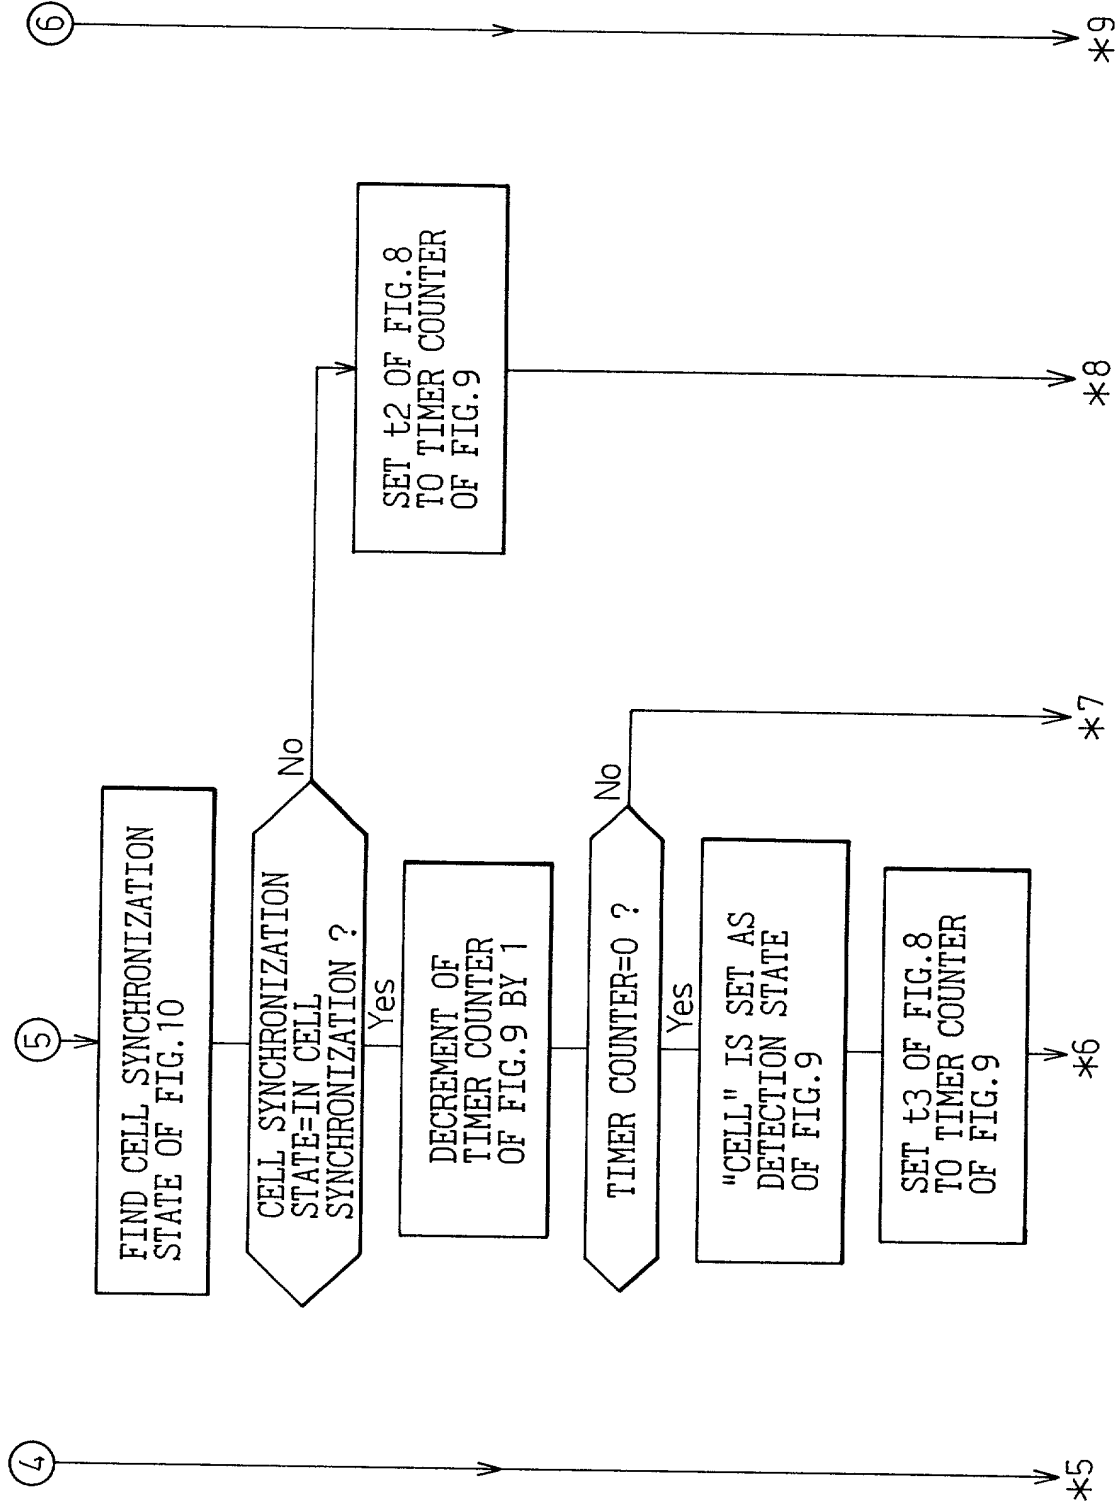 4
5
6
FIND CELL SYNCHRONIZATION
STATE OF FIG.10
CELL SYNCHRONIZATION
STATE=IN CELL
SYNCHRONIZATION ?
No
Yes
SET t2 OF FIG.8
TO TIMER COUNTER
OF FIG.9
DECREMENT OF
TIMER COUNTER
OF FIG.9 BY 1
TIMER COUNTER=0 ?
No
Yes
"CELL" IS SET AS
DETECTION STATE
OF FIG.9
SET t3 OF FIG.8
TO TIMER COUNTER
OF FIG.9
*5
*6
*7
*8
*9